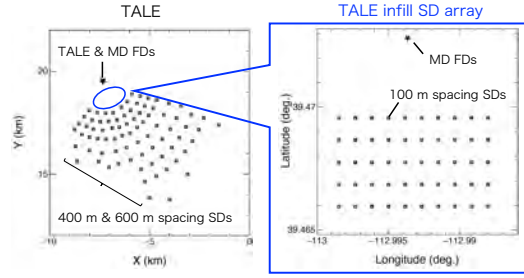 TALE
TALE infill SD array
TALE & MD FDs
MD FDs
100 m spacing SDs
400 m & 600 m spacing SDs
20
15
Y (km)
-10
-5
0
X (km)
39.47
39.465
Latitude (deg.)
-113
-112.995
-112.99
Longitude (deg.)